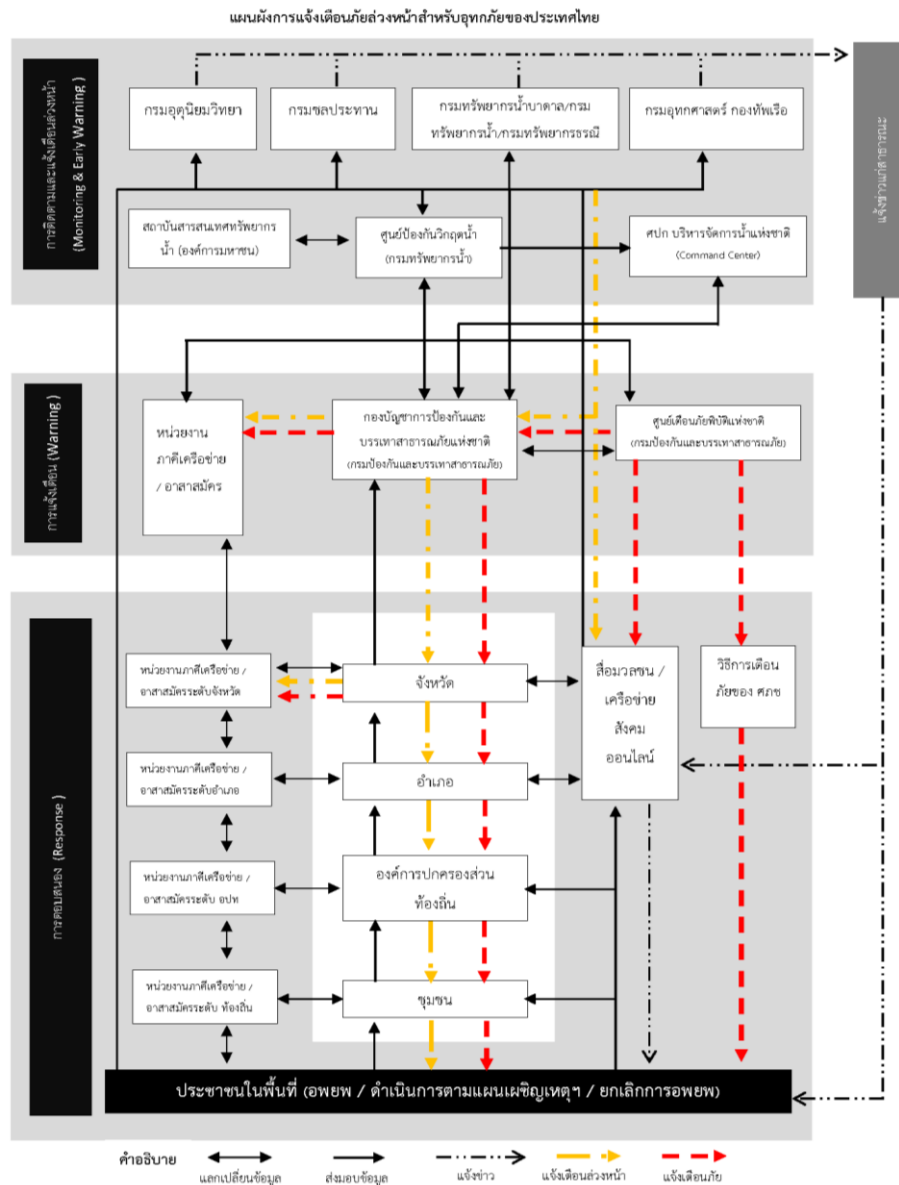 แผนผังการแจ้งเตือนภัยล่วงหน้าสำหรับอุทกภัยของประเทศไทย
การติดตามและแจ้งเตือนล่วงหน้า
(Monitoring & Early Warning )
กรมอุตุนิยมวิทยา
กรมชลประทาน
กรมทรัพยากรน้ำบาดาล/กรม
ทรัพยากรน้ำ/กรมทรัพยากรธรณี
กรมอุทกศาสตร์ กองทัพเรือ
แจ้งข่าวแก่สาธารณะ
สถาบันสารสนเทศทรัพยากร
น้ำ (องค์การมหาชน)
ศูนย์ป้องกันวิกฤตน้ำ
(กรมทรัพยากรน้ำ)
ศปก บริหารจัดการน้ำแห่งชาติ
(Command Center)
การแจ้งเตือน (Warning )
หน่วยงาน
ภาคีเครือข่าย
/ อาสาสมัคร
กองบัญชาการป้องกันและ
บรรเทาสาธารณภัยแห่งชาติ
(กรมป้องกันและบรรเทาสาธารณภัย)
ศูนย์เตือนภัยพิบัติแห่งชาติ
(กรมป้องกันและบรรเทาสาธารณภัย)
การตอบสนอง (Response )
หน่วยงานภาคีเครือข่าย /
อาสาสมัครระดับจังหวัด
จังหวัด
สื่อมวลชน /
เครือข่าย
สังคม
ออนไลน์
วิธีการเตือน
ภัยของ ศภช
หน่วยงานภาคีเครือข่าย /
อาสาสมัครระดับอำเภอ
อำเภอ
หน่วยงานภาคีเครือข่าย /
อาสาสมัครระดับ อปท
องค์การปกครองส่วน
ท้องถิ่น
หน่วยงานภาคีเครือข่าย /
อาสาสมัครระดับ ท้องถิ่น
ชุมชน
ประชาชนในพื้นที่ (อพยพ / ดำเนินการตามแผนเผชิญเหตุฯ / ยกเลิกการอพยพ)
คำอธิบาย
แลกเปลี่ยนข้อมูล
ส่งมอบข้อมูล
แจ้งข่าว
แจ้งเตือนล่วงหน้า
แจ้งเตือนภัย